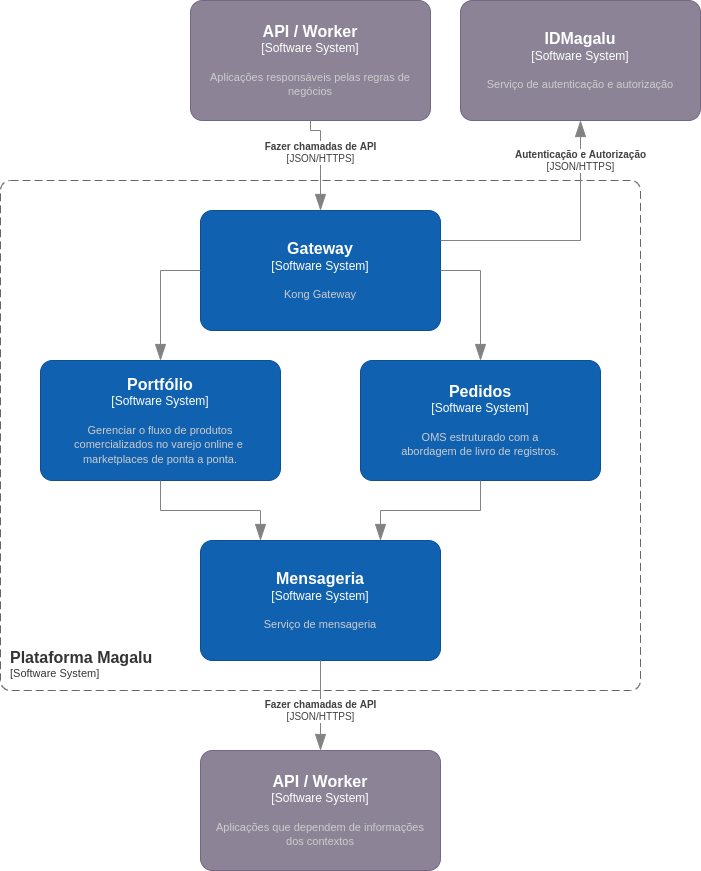 API / Worker
[Software System]
Aplicações responsáveis pelas regras de
negócios
IDMagalu
[Software System]
Serviço de autenticação e autorização
Fazer chamadas de API
[JSON/HTTPS]
Autenticação e Autorização
[JSON/HTTPS]
Gateway
[Software System]
Kong Gateway
Portfólio
[Software System]
Gerenciar o fluxo de produtos
comercializados no varejo online e
marketplaces de ponta a ponta.
Pedidos
[Software System]
OMS estruturado com a
abordagem de livro de registros.
Mensageria
[Software System]
Serviço de mensageria
Plataforma Magalu
[Software System]
Fazer chamadas de API
[JSON/HTTPS]
API / Worker
[Software System]
Aplicações que dependem de informações
dos contextos